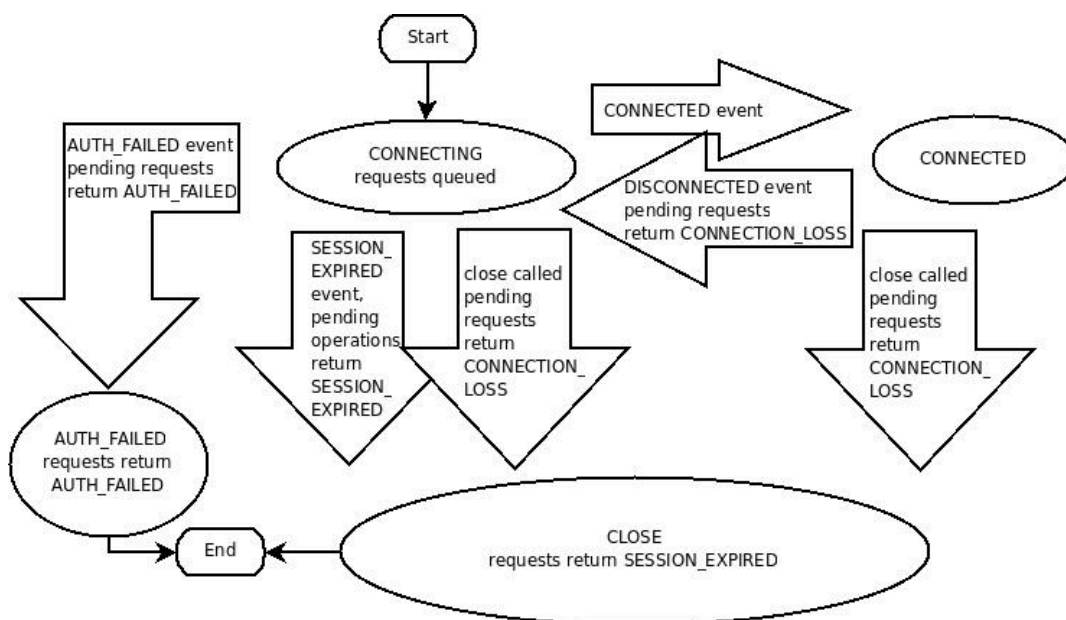 Start
CONNECTED event
AUTH_FAILED event
pending requests
return AUTH_FAILED
CONNECTING
requests queued
CONNECTED
DISCONNECTED event
pending requests
return CONNECTION_LOSS
SESSION_
EXPIRED
event,
pending
operations
return
SESSION_
EXPIRED
close called
pending
requests
return
CONNECTION_
LOSS
close called
pending
requests
return
CONNECTION_
LOSS
AUTH_FAILED
requests return
AUTH_FAILED
End
CLOSE
requests return SESSION_EXPIRED